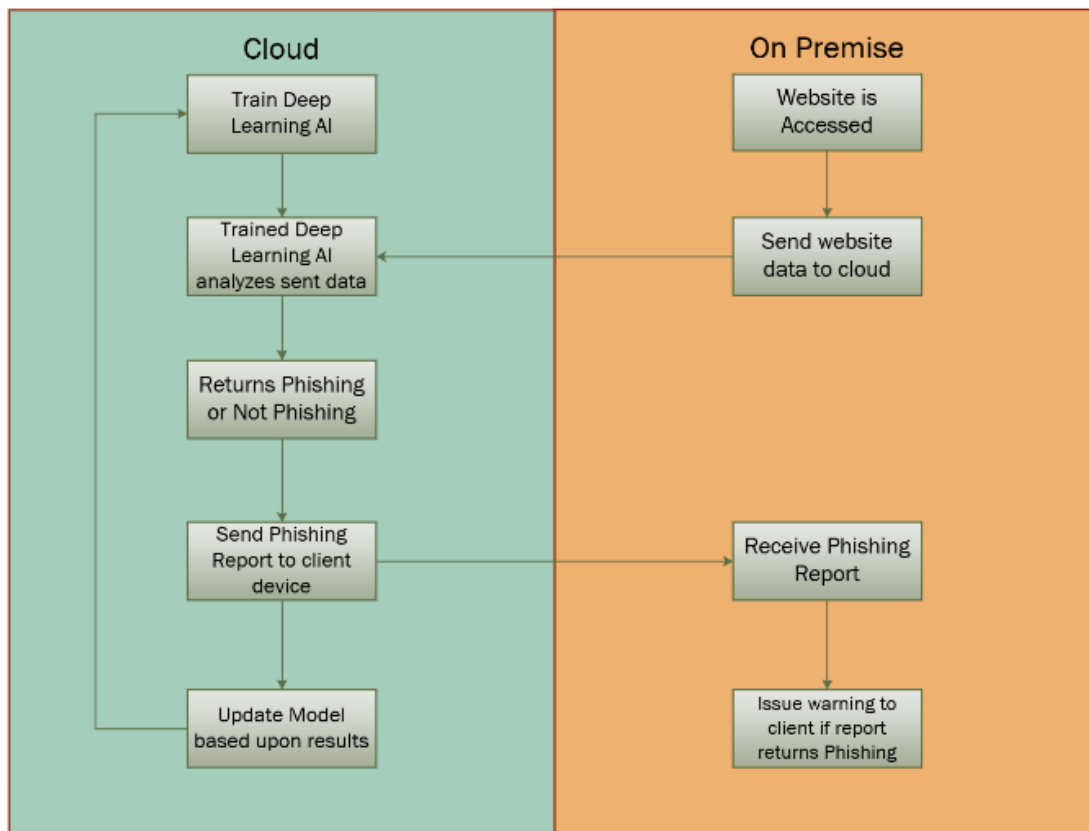 Cloud
Train Deep
Learning AI
Trained Deep
Learning AI
analyzes sent data
Returns Phishing
or Not Phishing
Send Phishing
Report to client
device
Update Model
based upon results
On Premise
Website is
Accessed
Send website
data to cloud
Receive Phishing
Report
Issue warning to
client if report
returns Phishing